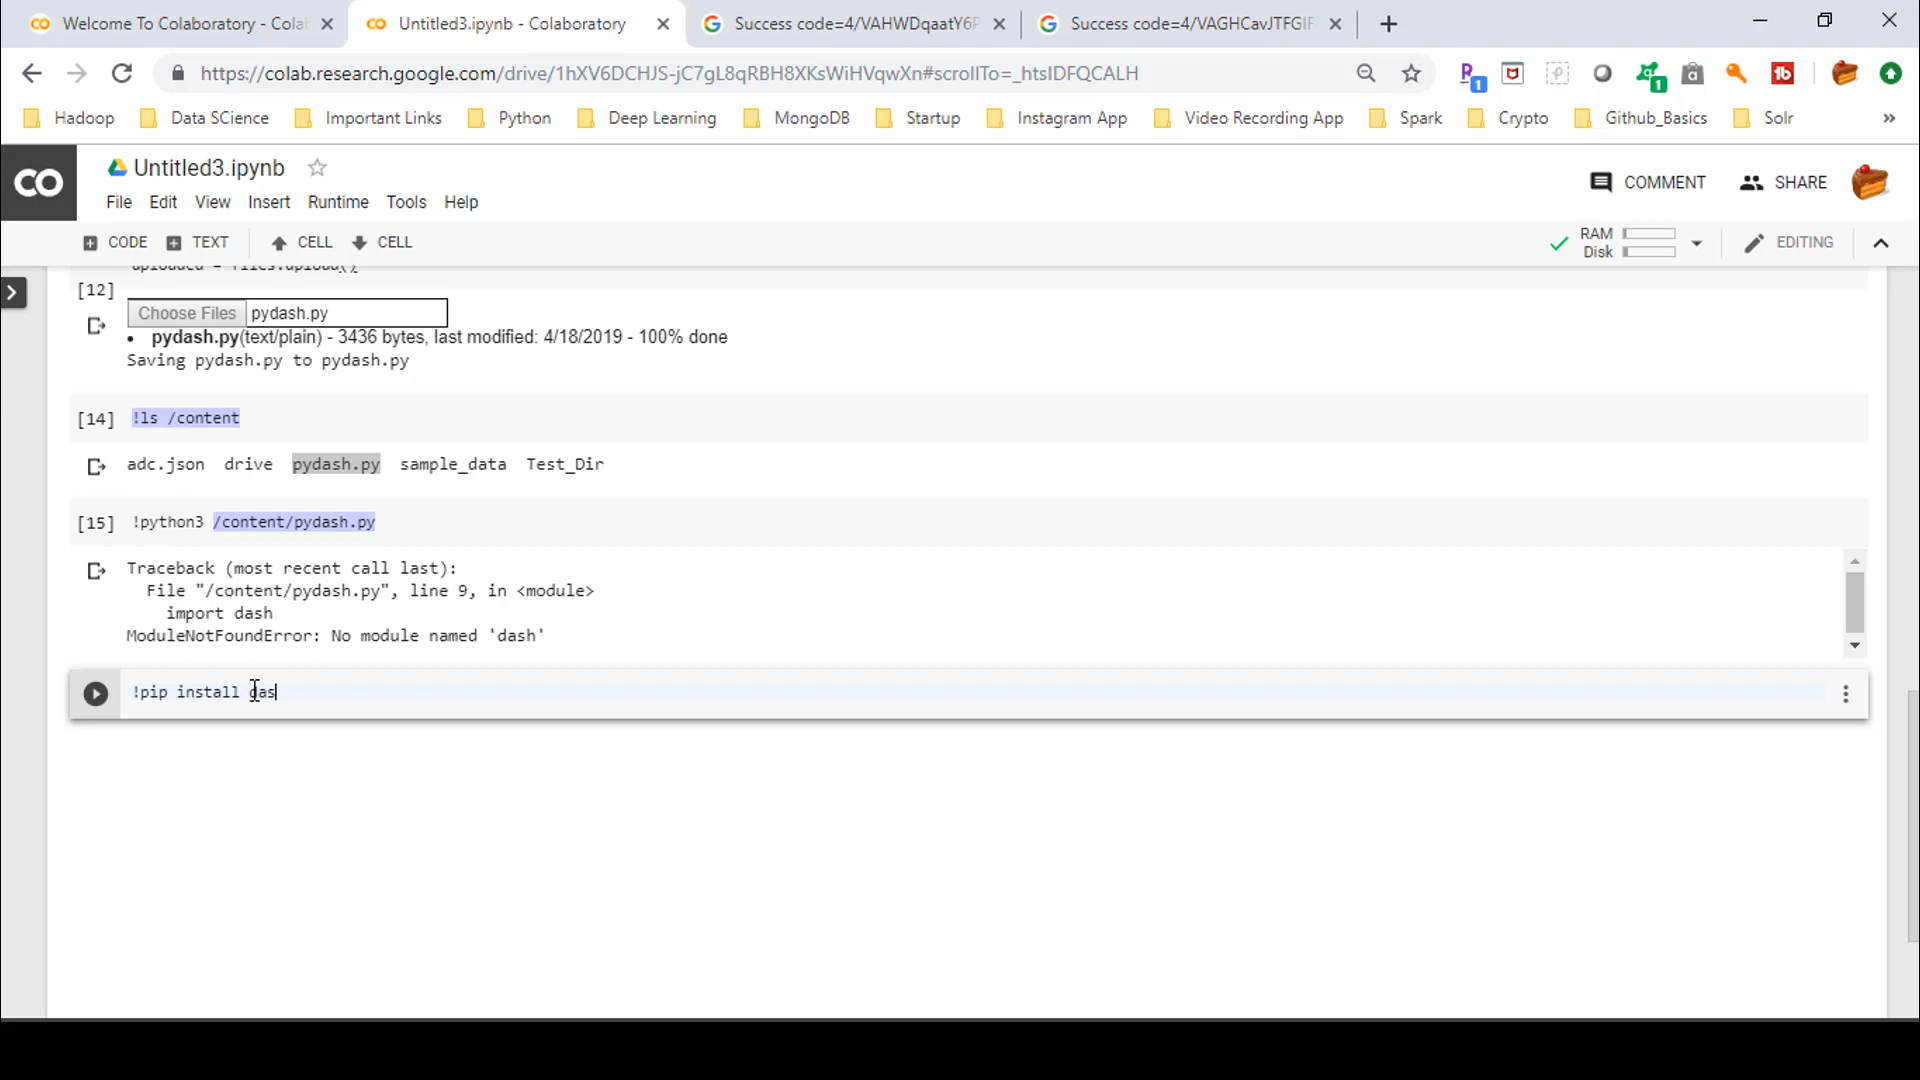 Welcome To Colaboratory - Cola
Untitled3.ipynb - Colaboratory
Success code=4/VAHWDqaatY6P
Success code=4/VAGHCavJTFGIF
https://colab.research.google.com/drive/1hXV6DCHJS-jC7gL8qRBH8XKsWiHVqwXn#scrollTo=_htsIDFQCALH
1
1
Hadoop
Data SCience
Important Links
Python
Deep Learning
MongoDB
Startup
Instagram App
Video Recording App
Spark
Crypto
Github_Basics
Solr
»
CO
Untitled3.ipynb
COMMENT
SHARE
File Edit View Insert Runtime Tools Help
CODE TEXT CELL CELL
RAM
Disk
EDITING
uploaded = files.upload()
[12]
Choose Files pydash.py
• pydash.py(text/plain) - 3436 bytes, last modified: 4/18/2019 - 100% done
Saving pydash.py to pydash.py
[14] !ls /content
adc.json drive pydash.py sample_data Test_Dir
[15] !python3 /content/pydash.py
Traceback (most recent call last):
File "/content/pydash.py", line 9, in <module>
import dash
ModuleNotFoundError: No module named 'dash'
!pip install das